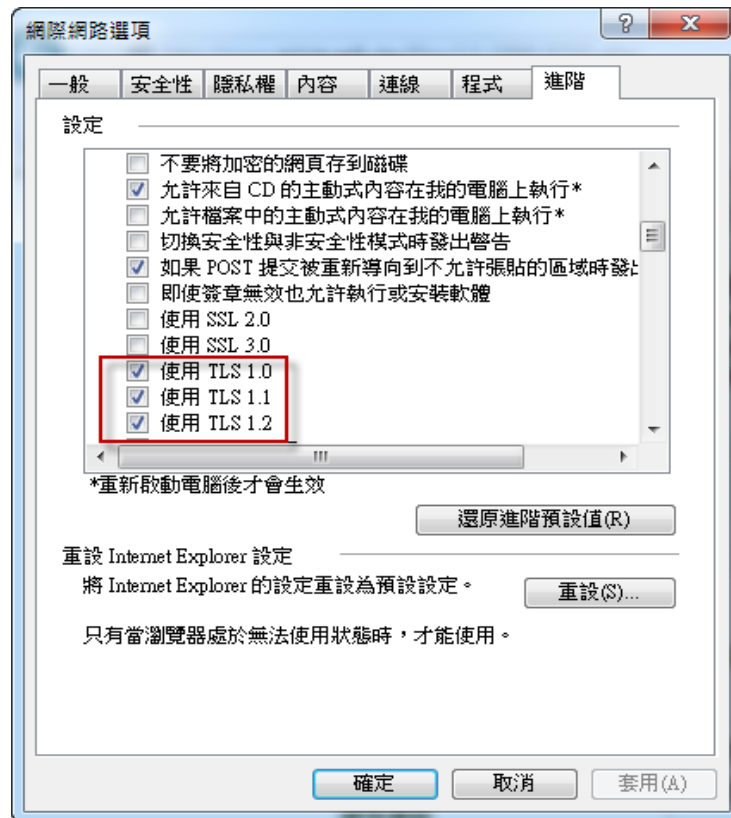 網際網路選項
一般 安全性 隱私權 內容 連線 程式 進階
設定
不要將加密的網頁存到磁碟
允許來自 CD 的主動式內容在我的電腦上執行*
允許檔案中的主動式內容在我的電腦上執行*
切換安全性與非安全性模式時發出警告
如果 POST 提交被重新導向到不允許張貼的區域時發
即使簽章無效也允許執行或安裝軟體
使用 SSL 2.0
使用 SSL 3.0
使用 TLS 1.0
使用 TLS 1.1
使用 TLS 1.2
*重新啟動電腦後才會生效
還原進階預設值(R)
重設 Internet Explorer 設定
將 Internet Explorer 的設定重設為預設設定。
重設(S)...
只有當瀏覽器處於無法使用狀態時,才能使用。
確定 取消 套用(A)